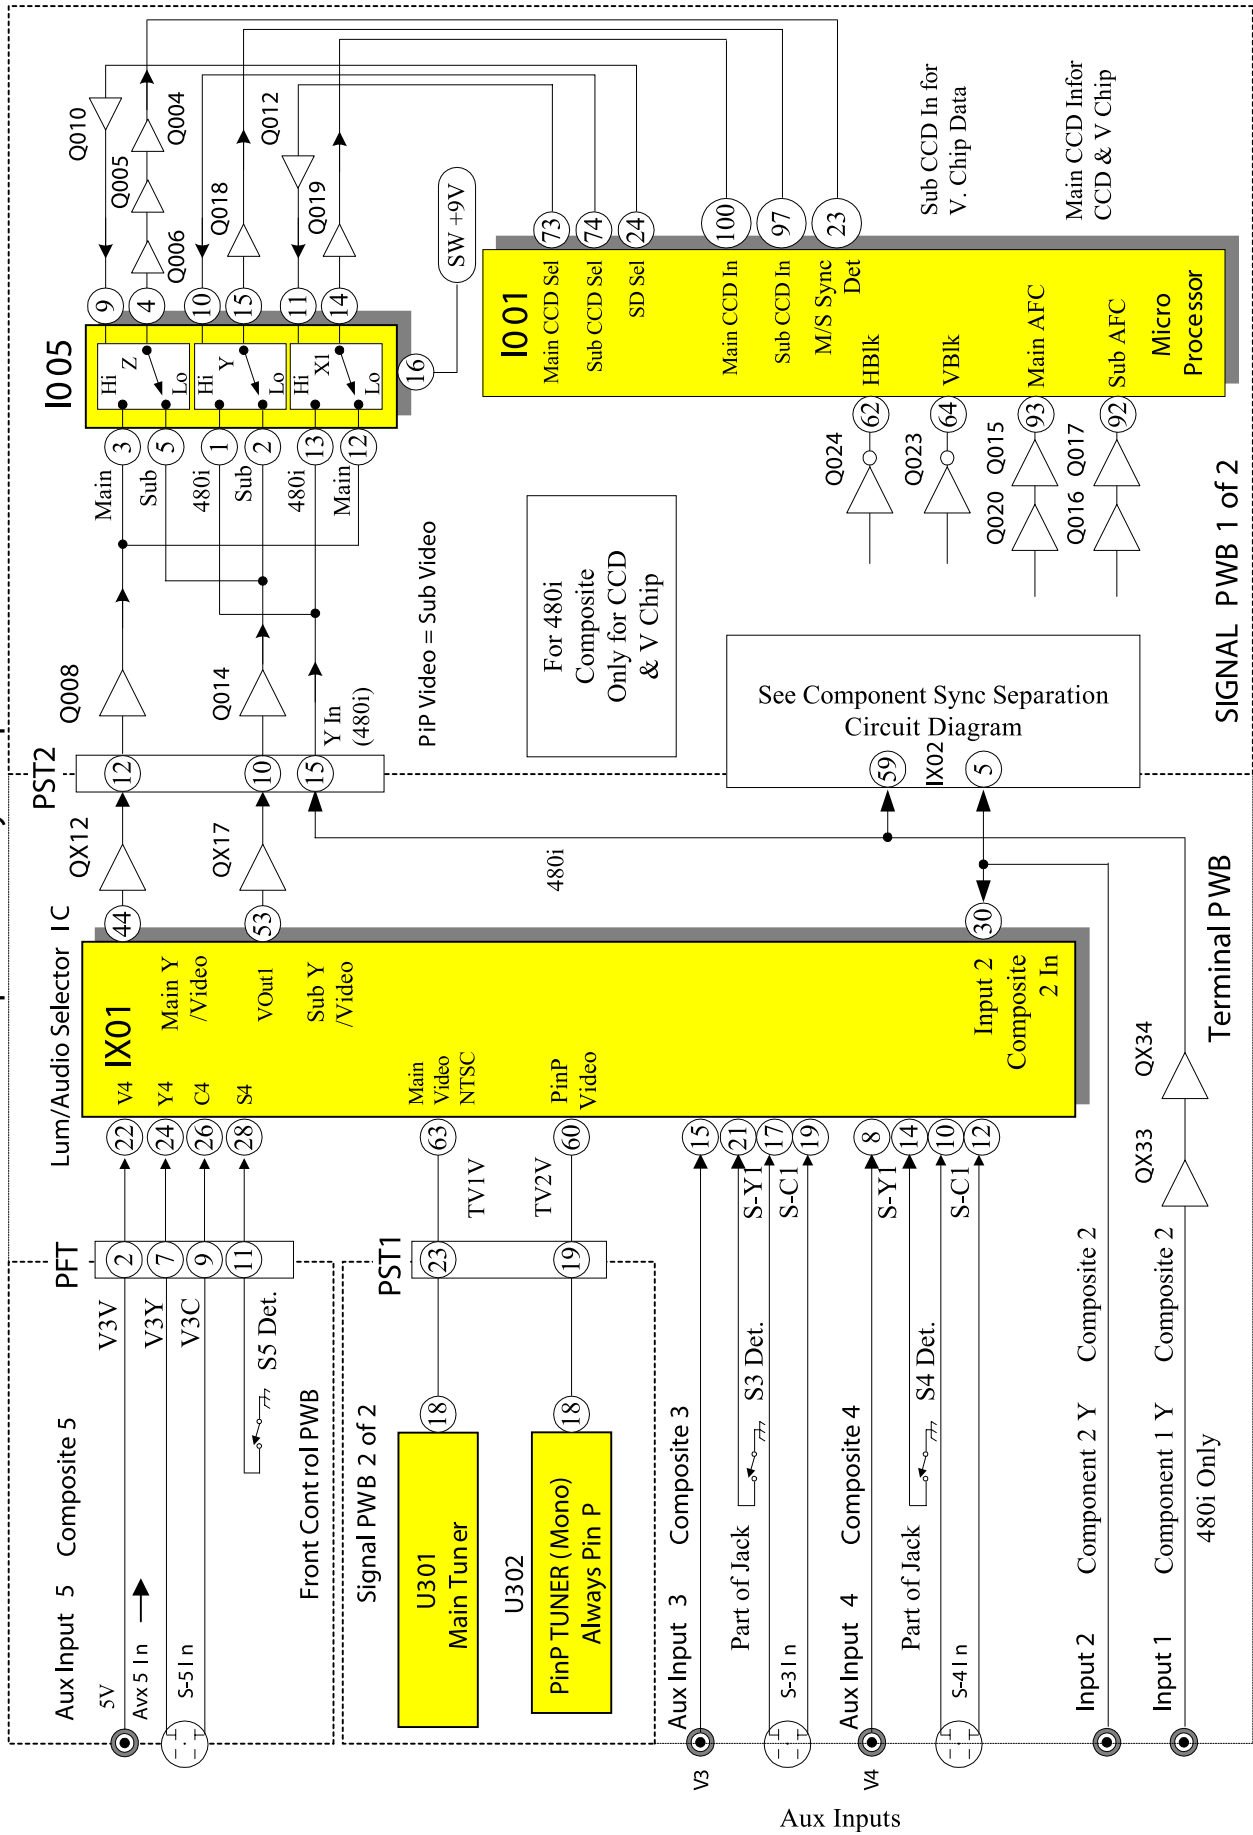 Aux Input 5 Composite 5
5V
Avx 5 In
S-5 In
V3V
V3Y
V3C
S5 Det.
Front Control PWB
PFT
2
7
9
11
Lum/Audio Selector IC
IX01
22
24
26
28
V4
Y4
C4
S4
Main Y
/Video
VOut1
Sub Y
/Video
44
53
QX12
QX17
PST2
12
10
15
Y In
(480i)
Q008
Q014
PiP Video = Sub Video
Main
Sub
480i
Sub
480i
Main
3
5
1
2
13
12
I005
Hi
Z
Lo
Hi
Y
Lo
Hi
X1
Lo
9
4
10
15
11
14
16
SW +9V
Q010
Q006
Q005
Q004
Q018
Q012
Q019
Signal PWB 2 of 2
U301
Main Tuner
U302
PinP TUNER (Mono)
Always Pin P
18
18
PST1
23
19
TV1V
TV2V
63
60
Main
Video
NTSC
PinP
Video
480i
For 480i
Composite
Only for CCD
& V Chip
I001
Main CCD Sel
Sub CCD Sel
SD Sel
Main CCD In
Sub CCD In
M/S Sync
Det
73
74
24
100
97
23
HBlk
VBlk
Main AFC
Sub AFC
Micro
Processor
62
64
93
92
Q024
Q023
Q020
Q015
Q016
Q017
Sub CCD In for
V. Chip Data
Main CCD Infor
CCD & V Chip
Aux Input 3 Composite 3
V3
Part of Jack
S3 Det.
S-3 In
S-Y1
S-C1
15
21
17
19
Aux Input 4 Composite 4
V4
Part of Jack
S4 Det.
S-4 In
S-Y1
S-C1
8
14
10
12
Input 2
Composite
2 In
30
See Component Sync Separation
Circuit Diagram
IX02
59
5
Input 2 Component 2 Y Composite 2
Input 1 Component 1 Y Composite 2
480i Only
QX33
QX34
Terminal PWB
SIGNAL PWB 1 of 2
Aux Inputs